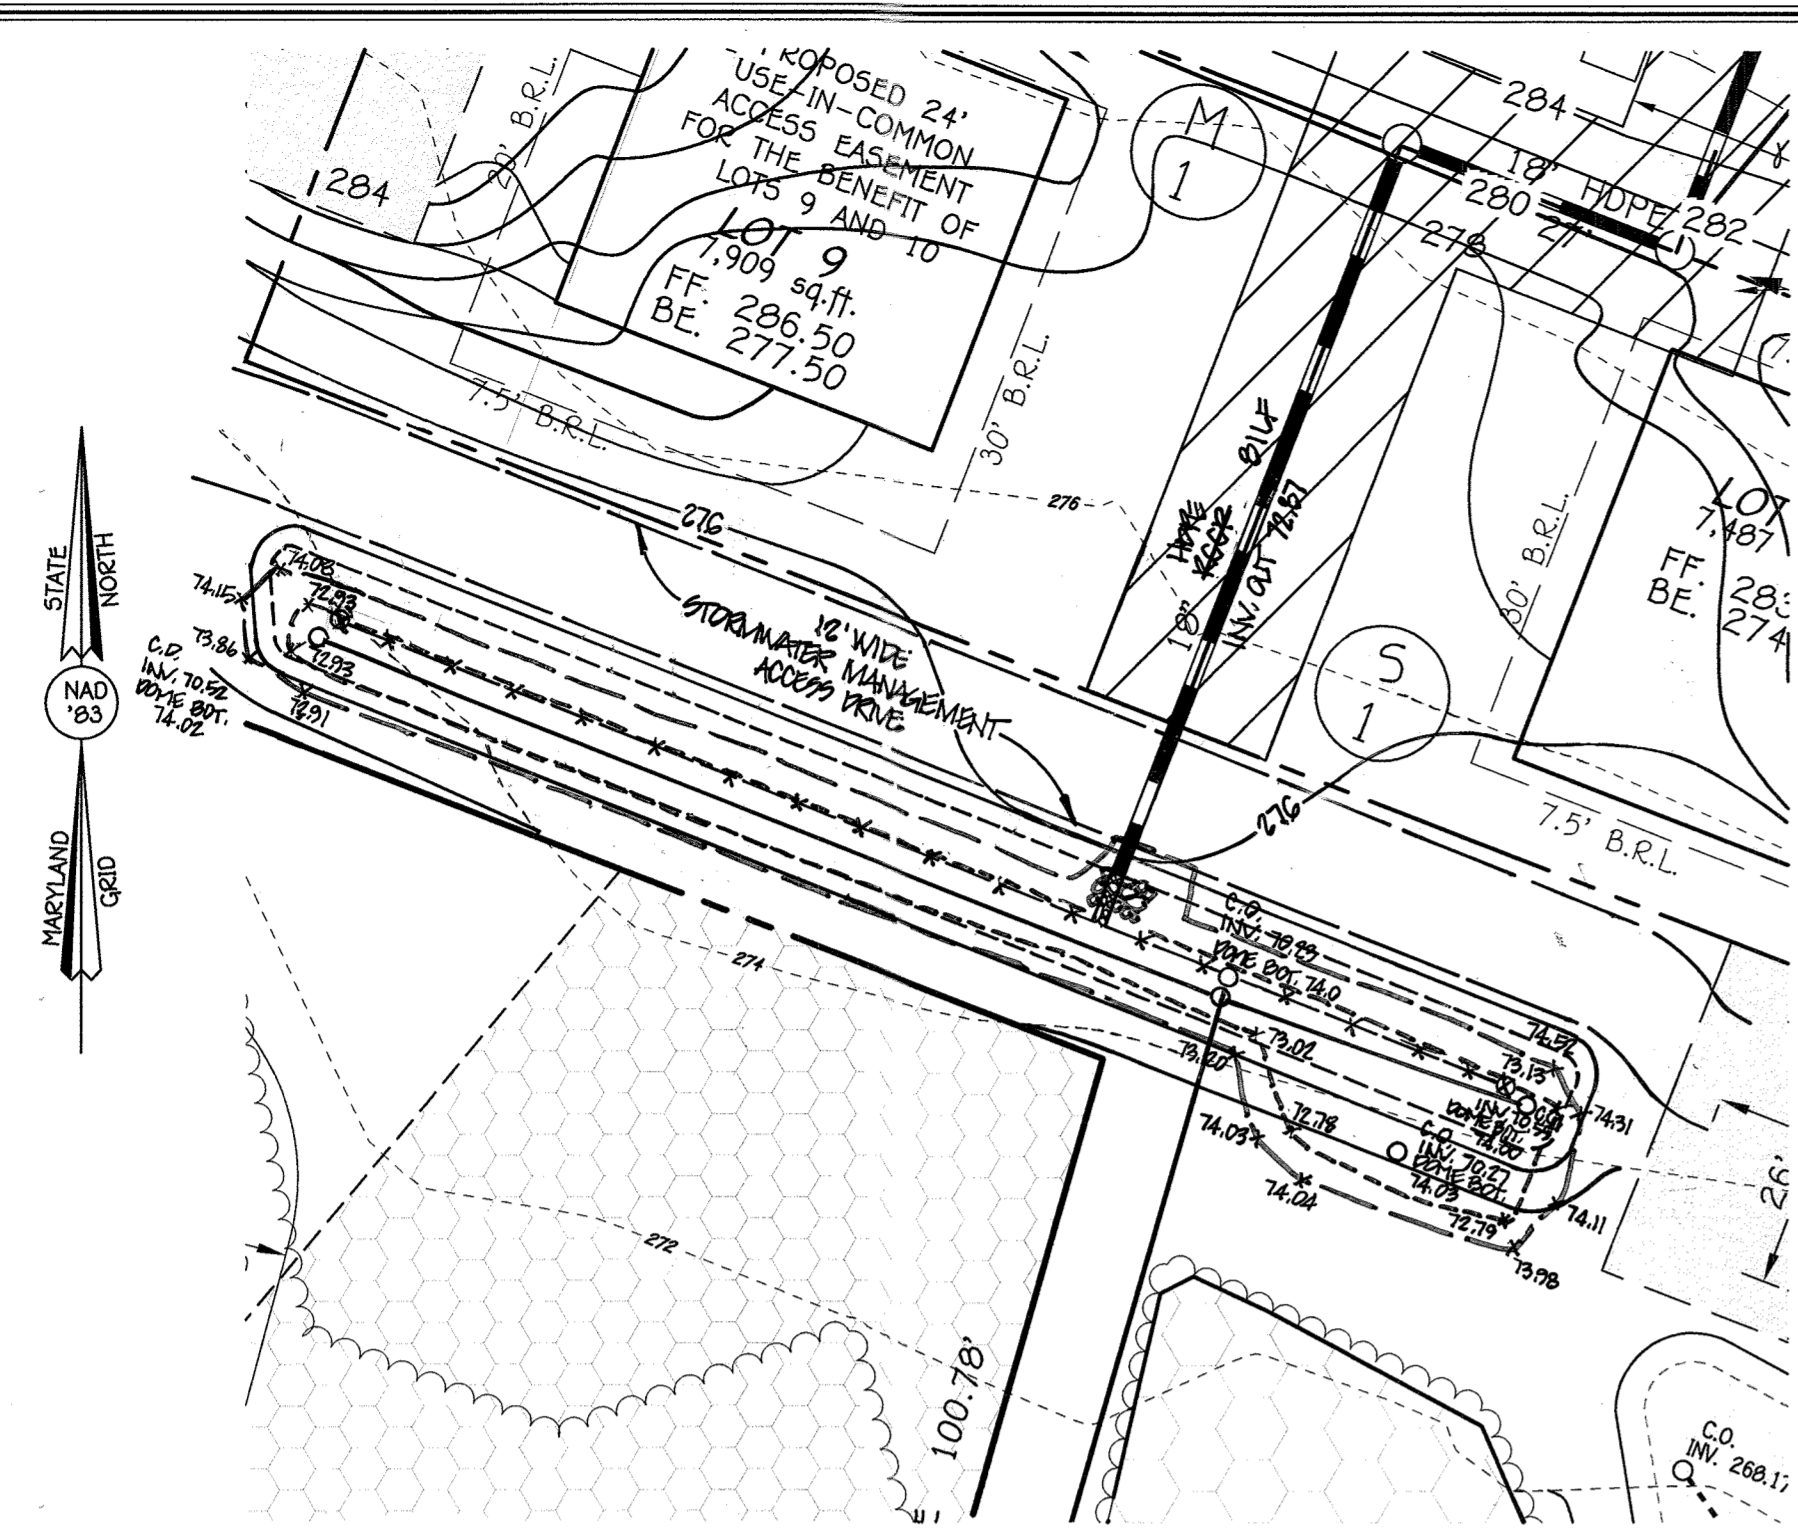 - PROPOSED 24'
USE-IN-COMMON
ACCESS EASEMENT
FOR THE BENEFIT OF
LOTS 9 AND 10
LOT 9
7,909 sq.ft.
FF. 286.50
BE. 277.50
20' B.R.L.
284
7.5' B.R.L.
30' B.R.L.
M
1
284
18" HDPE
280
282
278
27'
276
276
81LF
HDPE
18"
INV. OUT 72.87
S
1
LOT
7,487
FF. 283
BE. 274
30' B.R.L.
7.5' B.R.L.
276
12' WIDE
STORMWATER MANAGEMENT
ACCESS DRIVE
STATE
NORTH
NAD
'83
MARYLAND
GRID
74.08
74.15
72.93
73.86
72.93
72.91
C.O.
INV. 70.52
DOME BOT.
74.02
C.O.
DOME BOT. 74.0
73.20
73.02
74.03
72.78
74.04
74.52
73.13
74.31
C.O.
INV. 70.27
DOME BOT.
74.03
72.79
74.11
73.98
26'
274
272
100.78'
C.O.
INV. 268.17